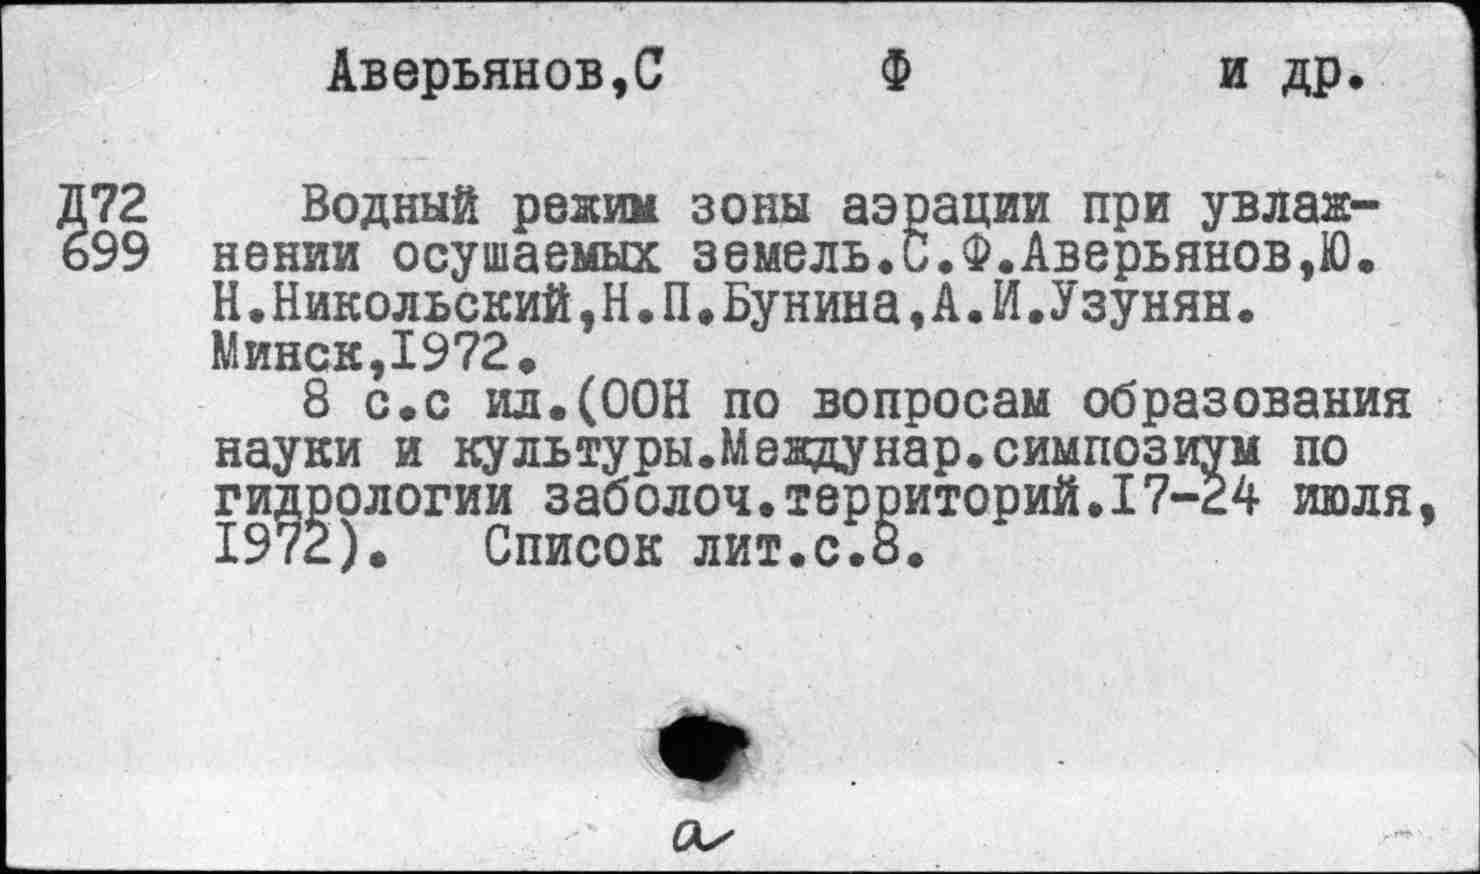 Аверьянов,С Ф и др.
Д72 Водный режим зоны аэрации при увлаж-
699 нении осушаемых земель.С.Ф.Аверьянов,Ю.
Н.Никольский,Н.П.Бунина,А.И.Узунян.
Минск,1972.
8 с.с ил.(ООН по вопросам образования
науки и культуры.Междунар.симпозиум по
гидрологии заболоч.территорий.17-24 июля,
1972). Список лит.с.8.
а